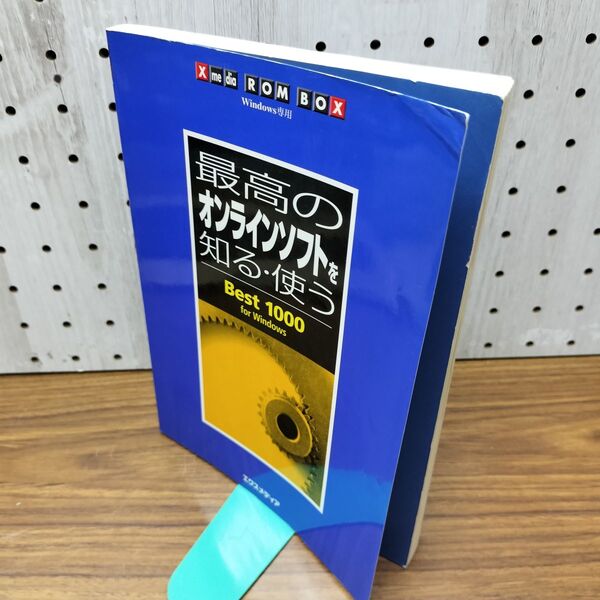 X media ROM BOX
Windows専用
最高の
オンラインソフトを
知る・使う
Best 1000
for Windows
エクスメディア